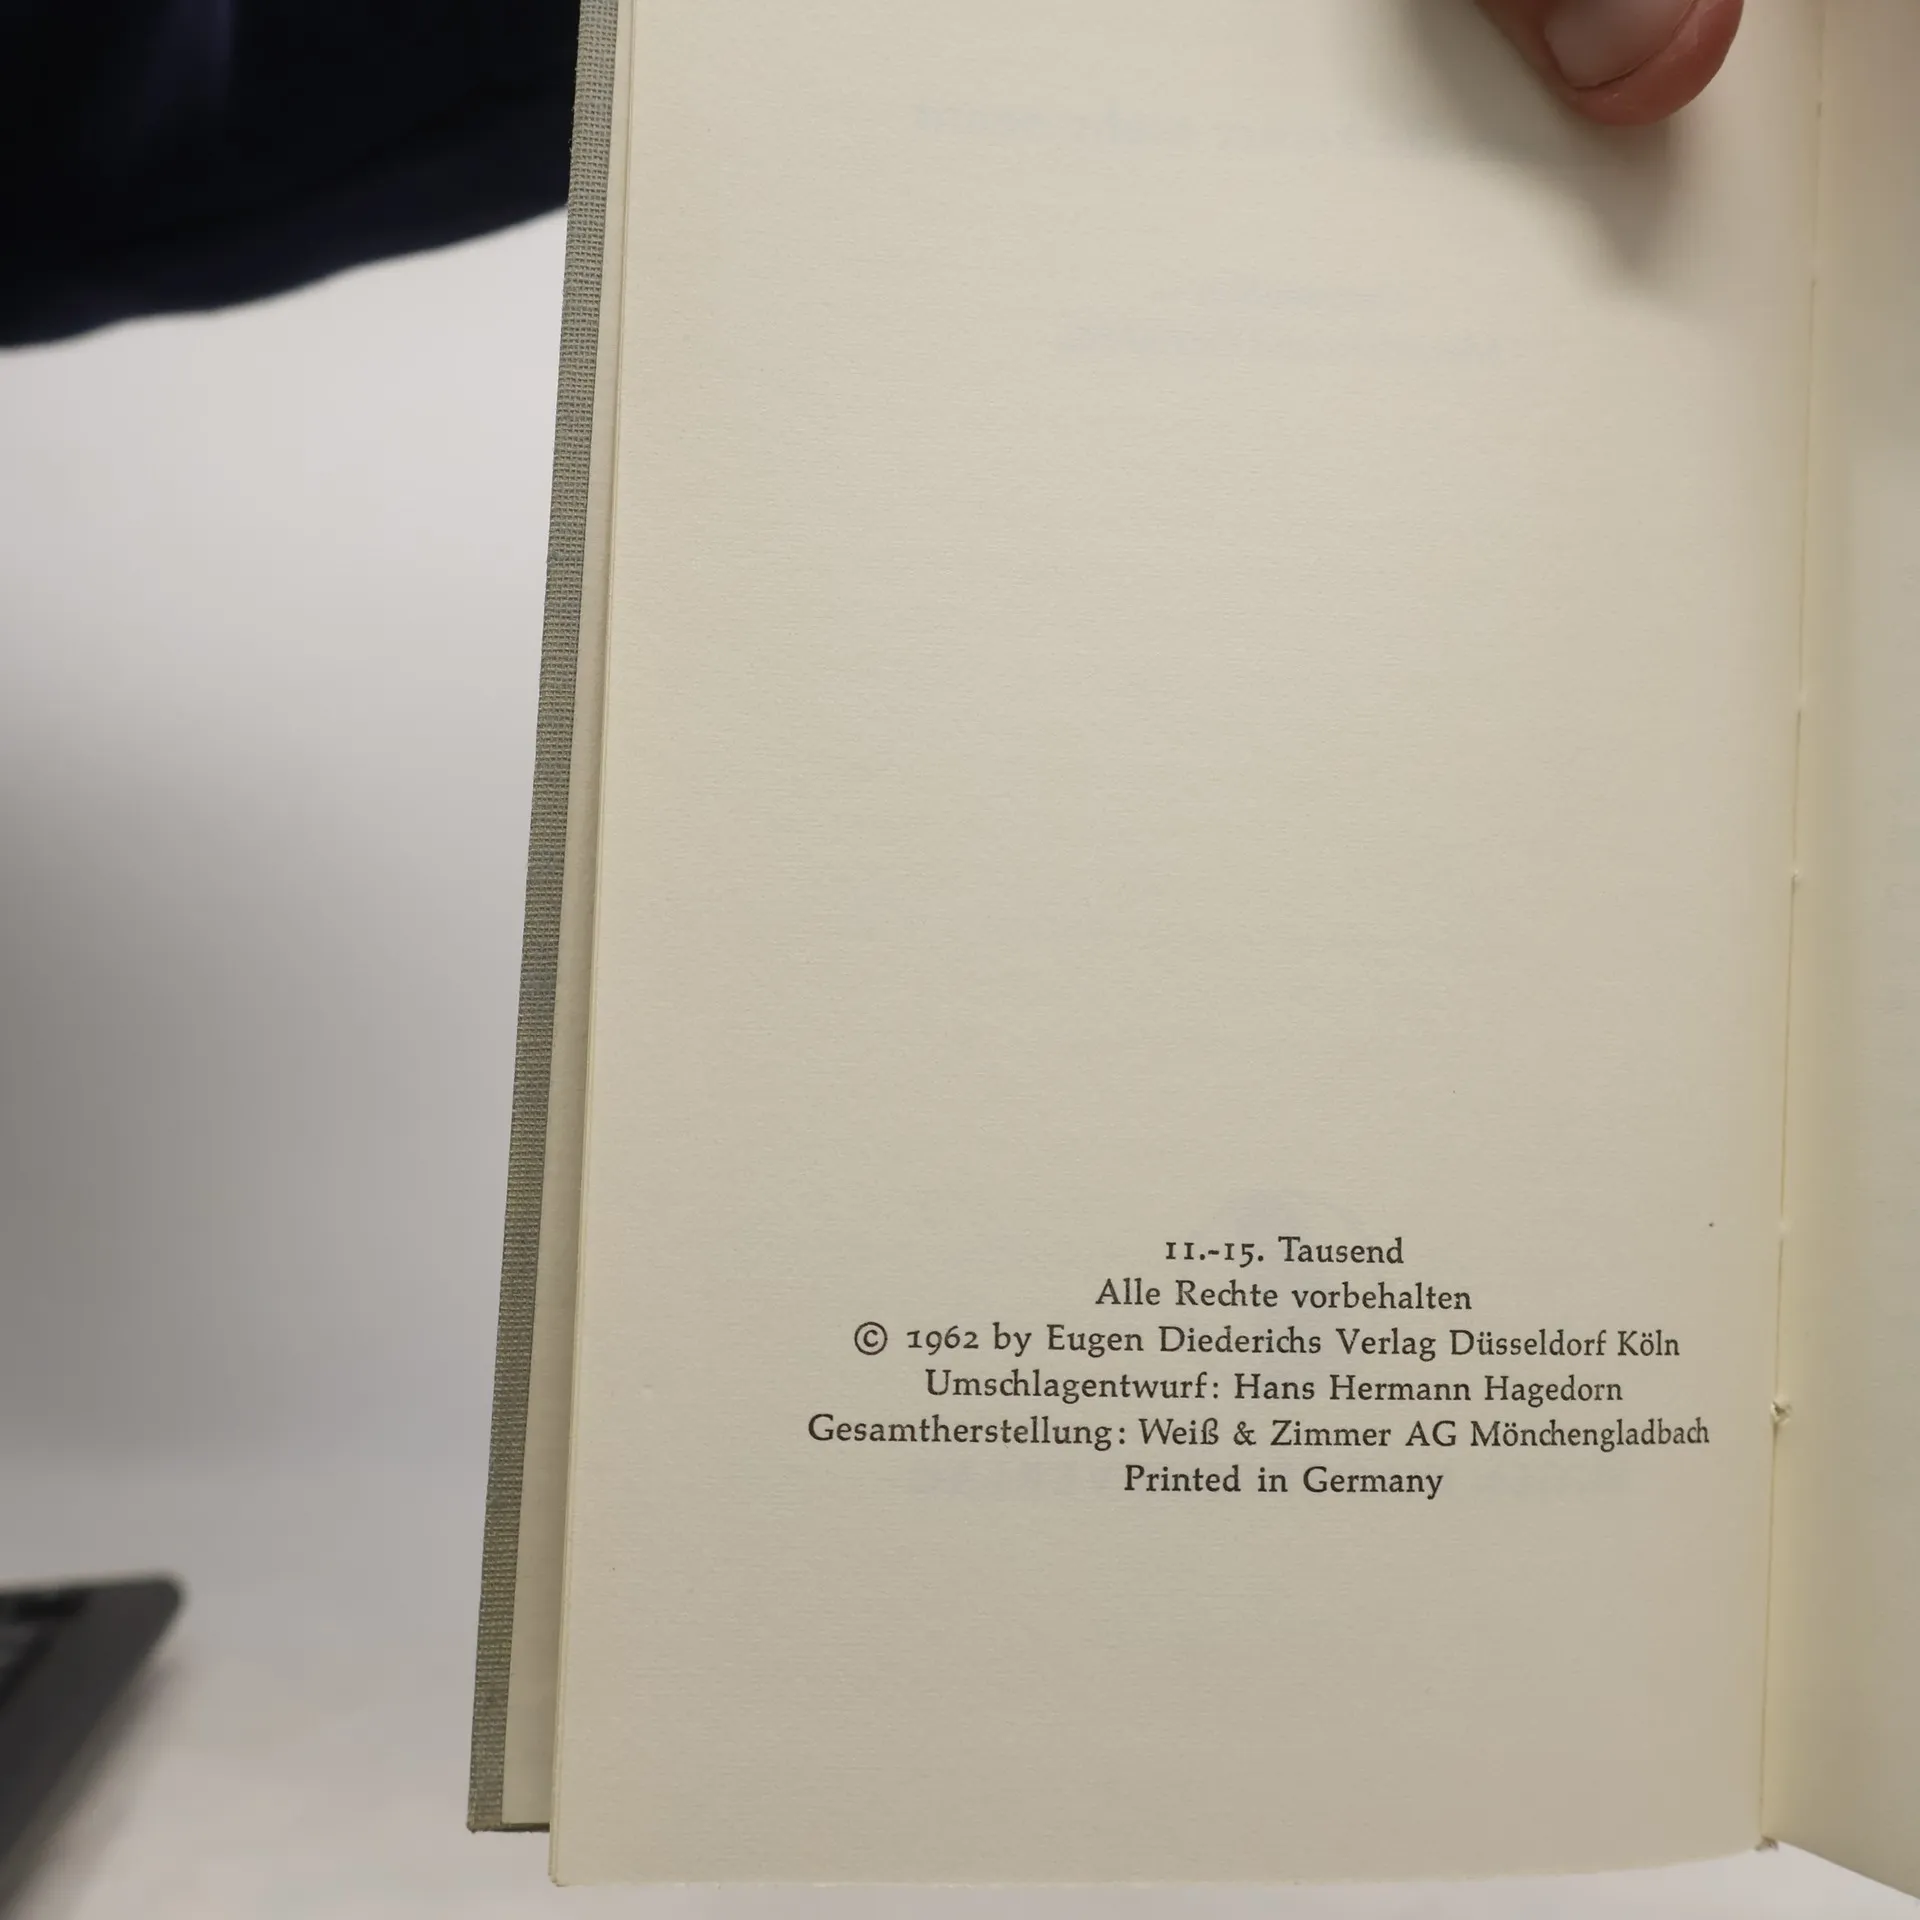 11.-15. Tausend
Alle Rechte vorbehalten
© 1962 by Eugen Diederichs Verlag Düsseldorf Köln
Umschlagentwurf: Hans Hermann Hagedorn
Gesamtherstellung: Weiß & Zimmer AG Mönchengladbach
Printed in Germany